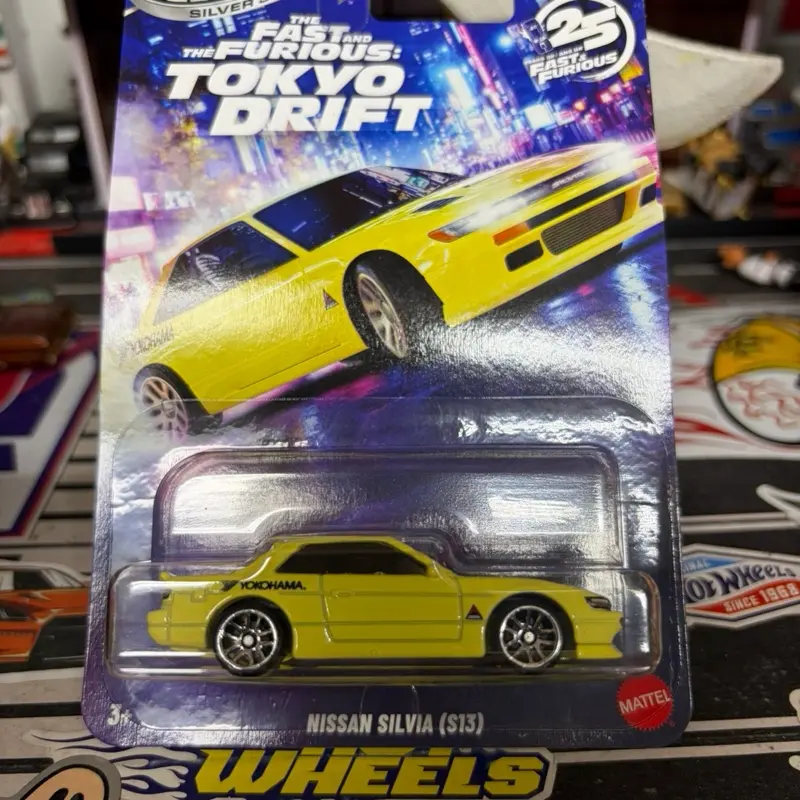 SILVER
THE
FAST AND
THE FURIOUS:
TOKYO
DRIFT
25
FAST &
FURIOUS
YOKOHAMA
YOKOHAMA.
MATTEL
NISSAN SILVIA (S13)
HOT WHEELS
SINCE 1968
WHEELS